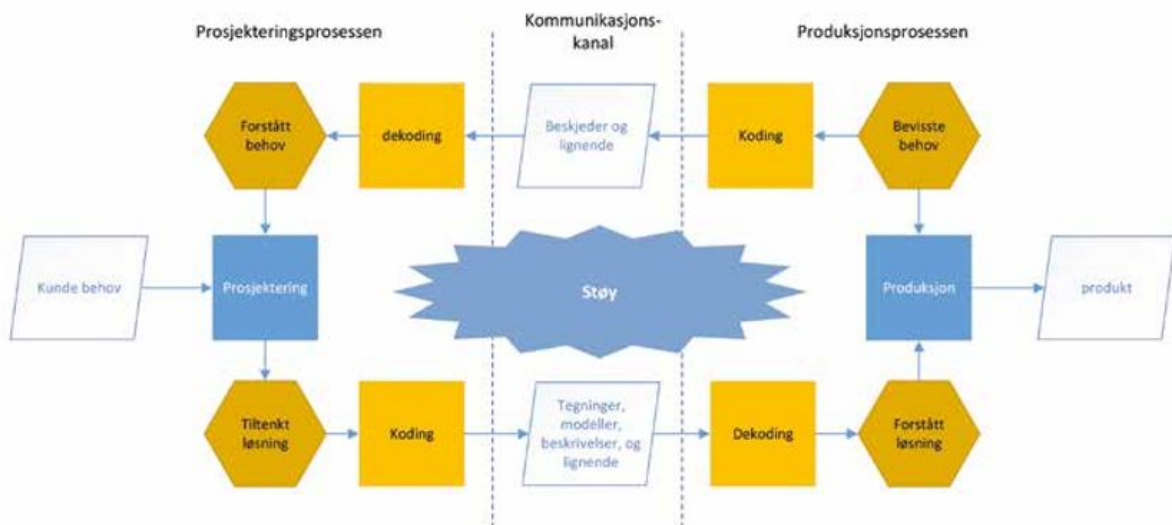 Prosjekteringsprosessen
Kommunikasjons-
kanal
Produksjonsprosessen
Forstått
behov
dekoding
Beskjeder og
lignende
Koding
Bevisste
behov
Kunde behov
Prosjektering
Støy
Produksjon
produkt
Tiltenkt
løsning
Koding
Tegninger,
modeller,
beskrivelser, og
lignende
Dekoding
Forstått
løsning